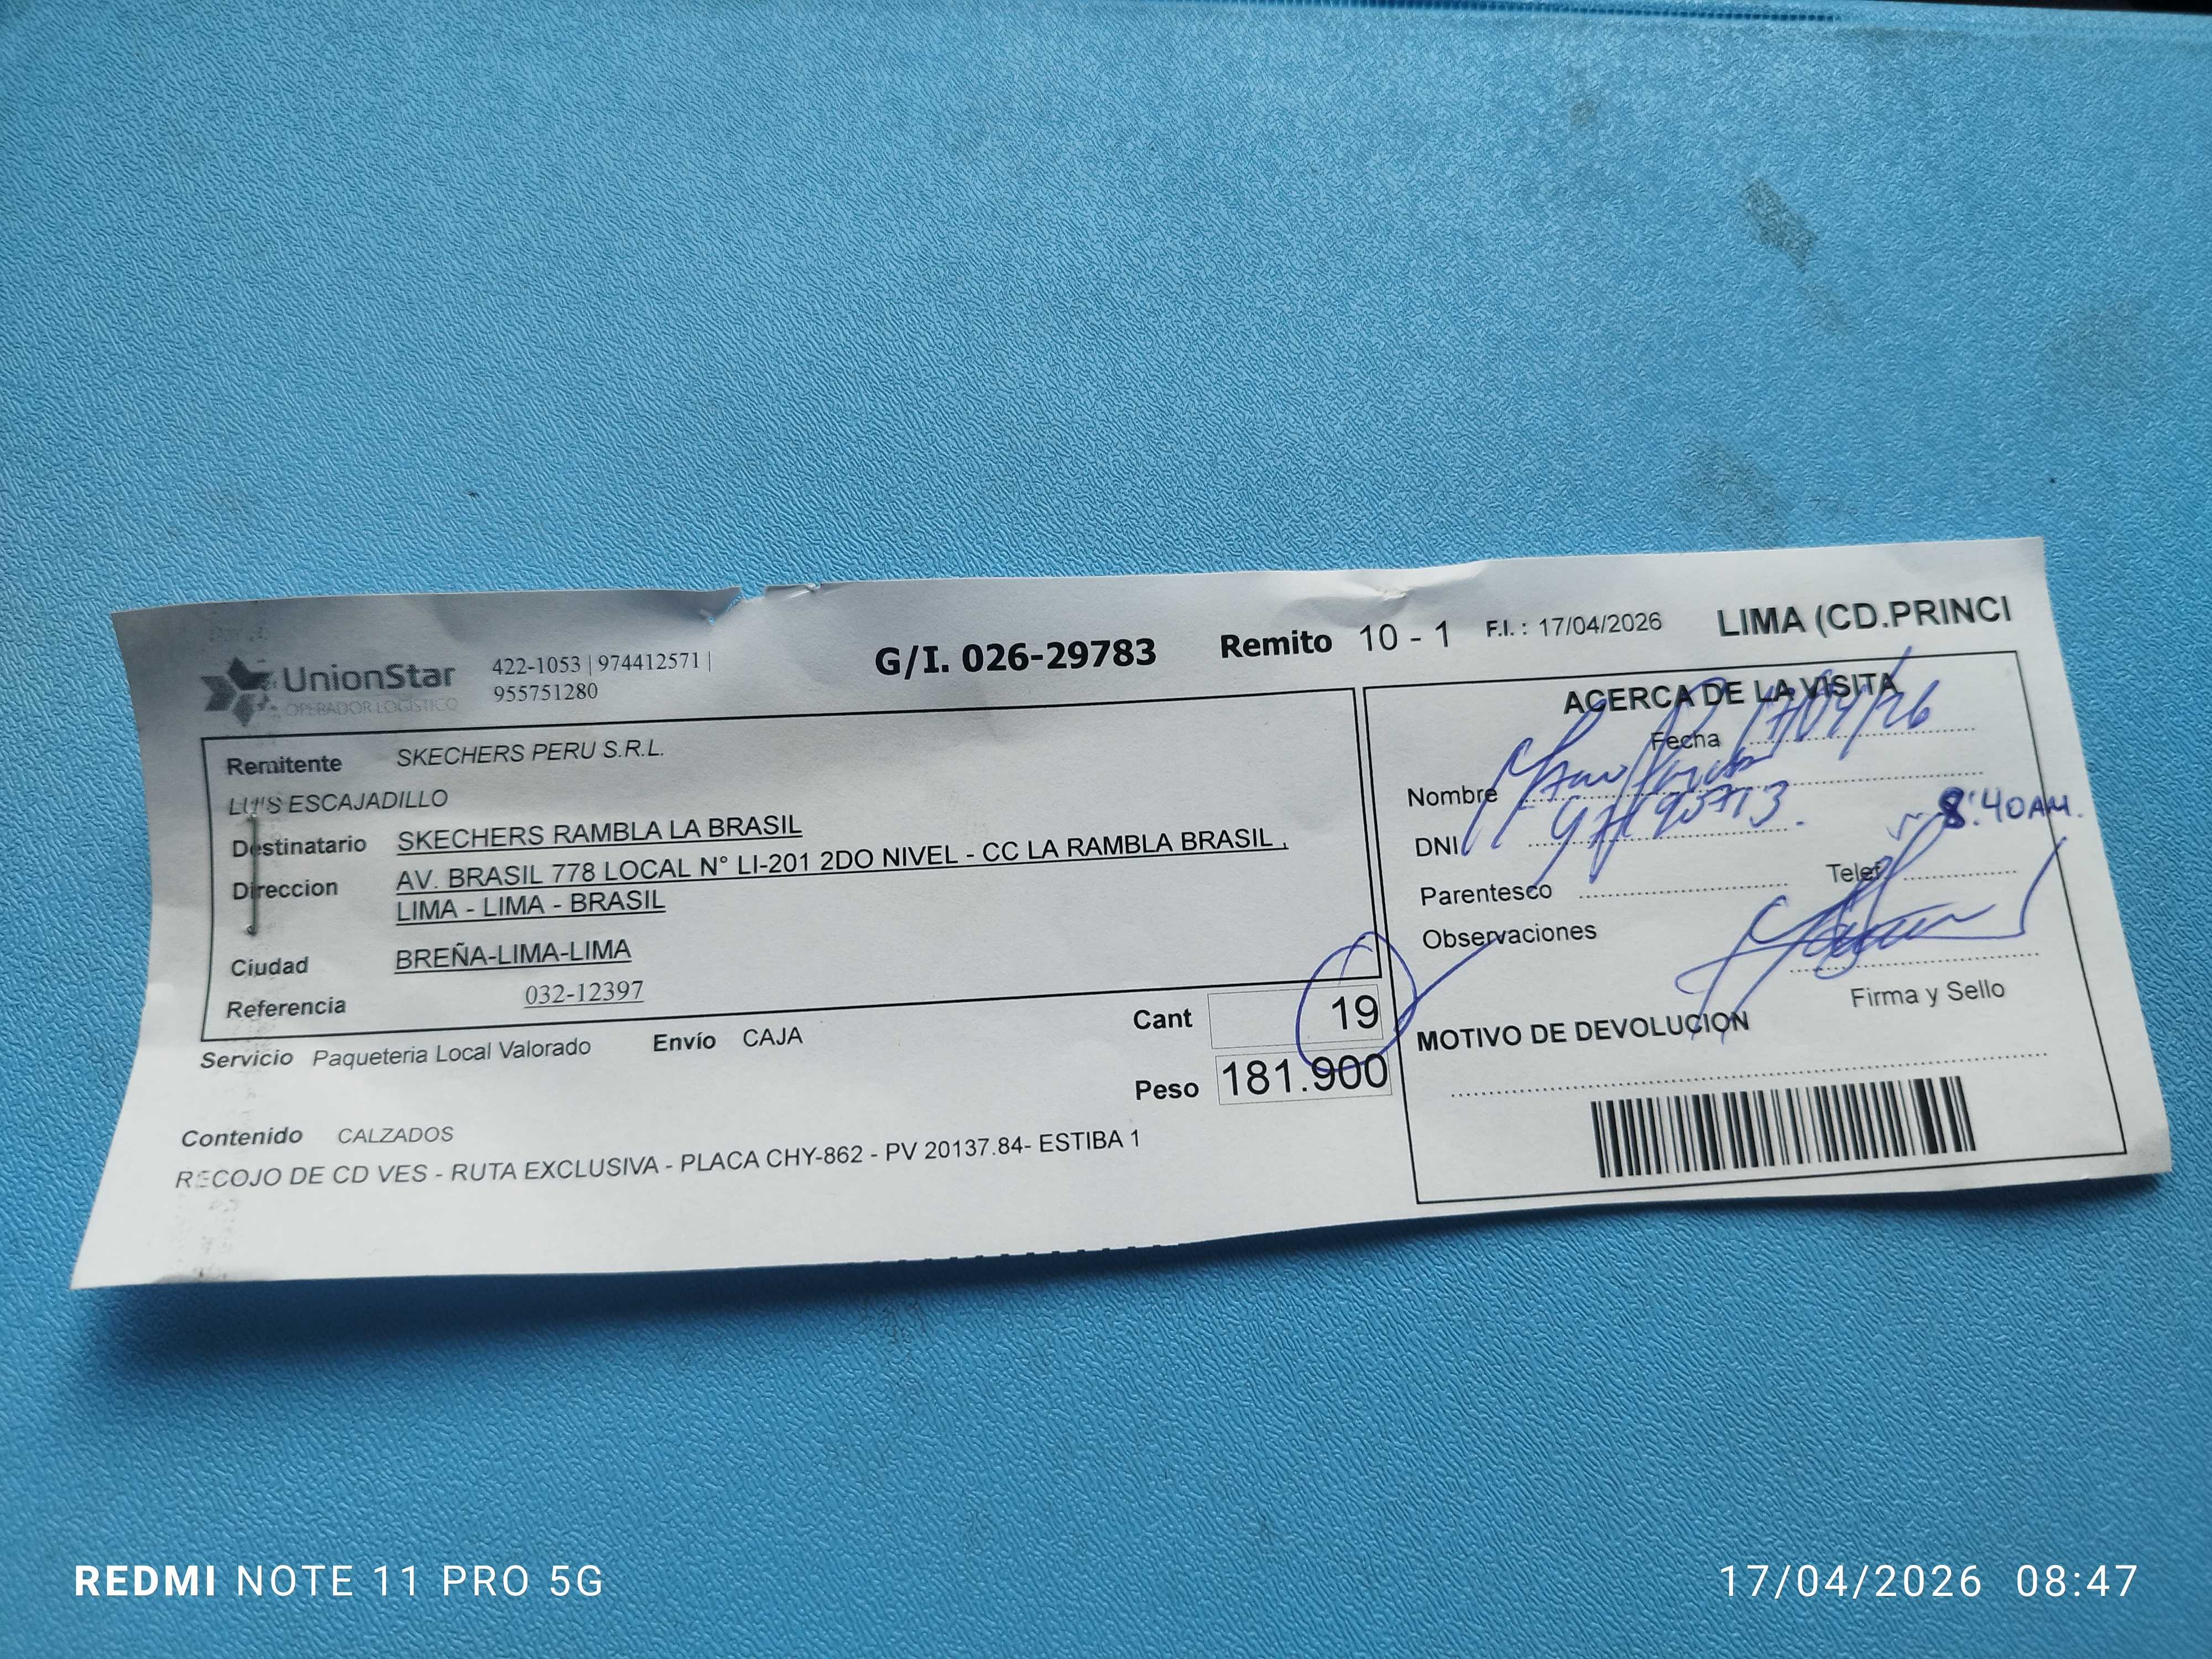 UnionStar
OPERADOR LOGISTICO
422-1053 | 974412571 |
955751280
G/I. 026-29783
Remito 10 - 1
F.I. : 17/04/2026
LIMA (CD.PRINCI
Remitente SKECHERS PERU S.R.L.
LUIS ESCAJADILLO
Destinatario SKECHERS RAMBLA LA BRASIL
Direccion AV. BRASIL 778 LOCAL N° LI-201 2DO NIVEL - CC LA RAMBLA BRASIL ,
LIMA - LIMA - BRASIL
Ciudad BREÑA-LIMA-LIMA
Referencia 032-12397
Servicio Paqueteria Local Valorado Envío CAJA
Cant 19
Peso 181.900
Contenido CALZADOS
RECOJO DE CD VES - RUTA EXCLUSIVA - PLACA CHY-862 - PV 20137.84- ESTIBA 1
ACERCA DE LA VISITA
Fecha 17/04/26
Nombre
DNI
8:40 AM.
Parentesco Telef.
Observaciones
Firma y Sello
MOTIVO DE DEVOLUCION
REDMI NOTE 11 PRO 5G
17/04/2026 08:47